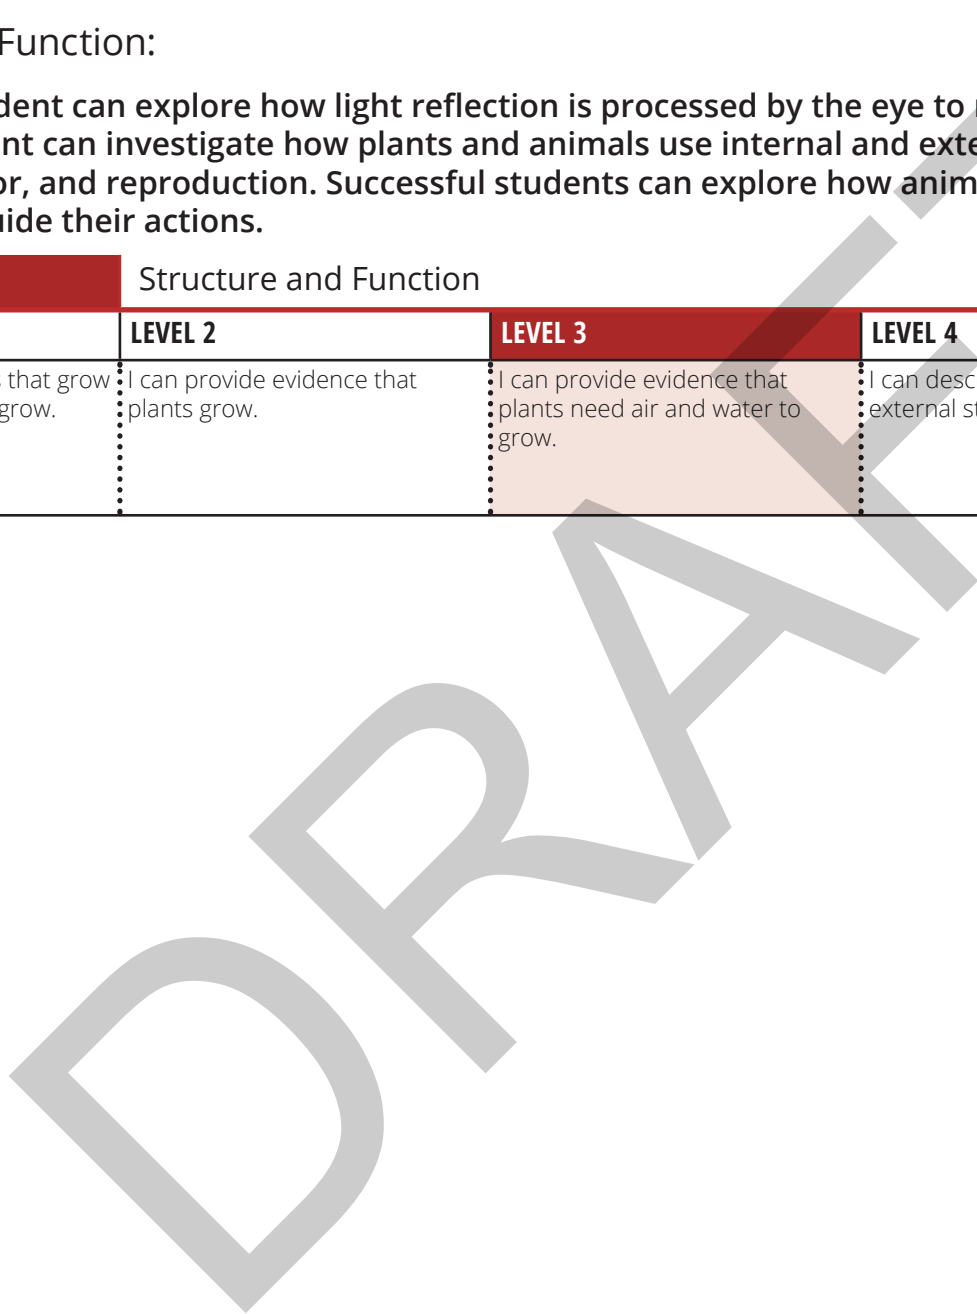 Function:
dent can explore how light reflection is processed by the eye to
nt can investigate how plants and animals use internal and exte
or, and reproduction. Successful students can explore how anim
uide their actions.
Structure and Function
LEVEL 2
LEVEL 3
LEVEL 4
s that grow
grow.
I can provide evidence that
plants grow.
I can provide evidence that
plants need air and water to
grow.
I can desc
external st
DRAFT